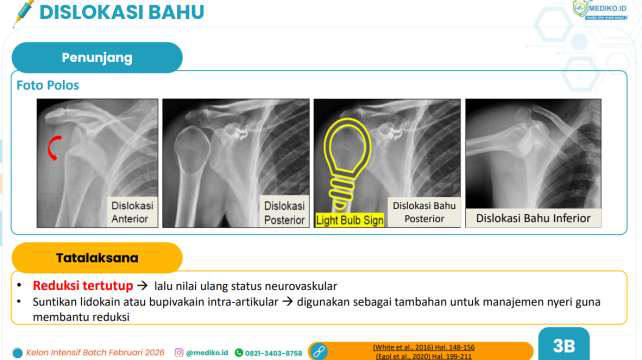 DISLOKASI BAHU
MEDIKO.ID
Penunjang
Foto Polos
Dislokasi
Anterior
Dislokasi
Posterior
Light Bulb Sign
Dislokasi Bahu
Posterior
Dislokasi Bahu Inferior
Tatalaksana
• Reduksi tertutup → lalu nilai ulang status neurovaskular
• Suntikan lidokain atau bupivakain intra-artikular → digunakan sebagai tambahan untuk manajemen nyeri guna
membantu reduksi
Kelon Intensif Batch Februari 2026 @mediko.id 0821-3403-8758
(White et al., 2016) Hal. 148-156
(Egol et al., 2020) Hal. 199-211
3B